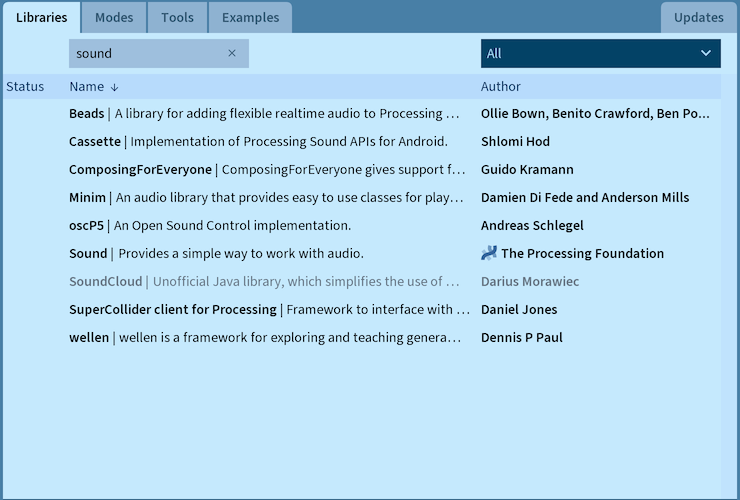 Libraries Modes Tools Examples Updates
sound × All
Status Name ↓ Author
Beads | A library for adding flexible realtime audio to Processing ... Ollie Bown, Benito Crawford, Ben Po...
Cassette | Implementation of Processing Sound APIs for Android. Shlomi Hod
ComposingForEveryone | ComposingForEveryone gives support f... Guido Kramann
Minim | An audio library that provides easy to use classes for play... Damien Di Fede and Anderson Mills
oscP5 | An Open Sound Control implementation. Andreas Schlegel
Sound | Provides a simple way to work with audio. The Processing Foundation
SoundCloud | Unofficial Java library, which simplifies the use of ... Darius Morawiec
SuperCollider client for Processing | Framework to interface with ... Daniel Jones
wellen | wellen is a framework for exploring and teaching genera... Dennis P Paul